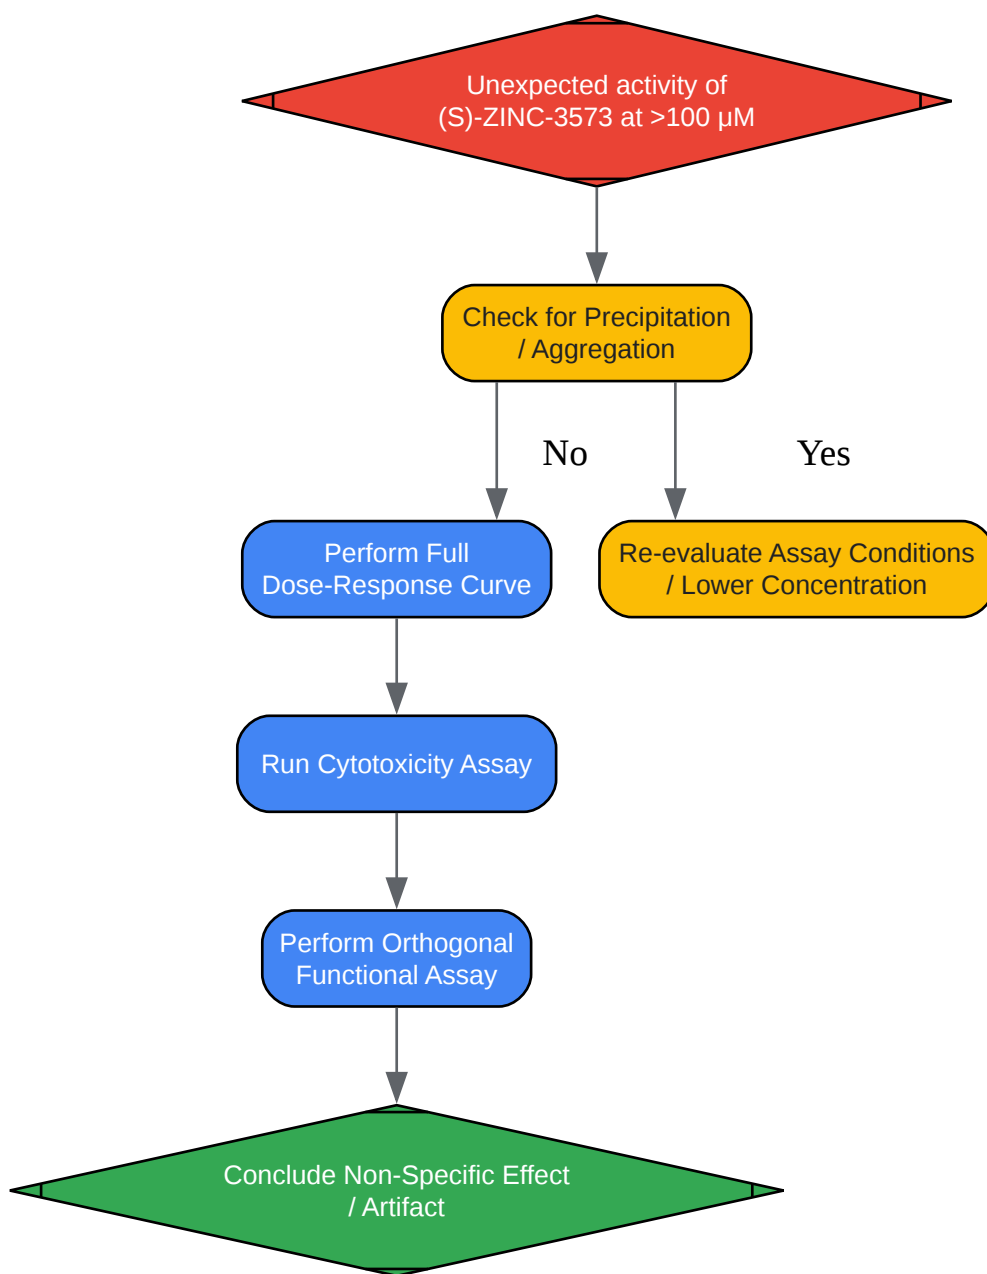 Unexpected activity of
(S)-ZINC-3573 at >100 μM
Check for Precipitation
/ Aggregation
No
Yes
Perform Full
Dose-Response Curve
Re-evaluate Assay Conditions
/ Lower Concentration
Run Cytotoxicity Assay
Perform Orthogonal
Functional Assay
Conclude Non-Specific Effect
/ Artifact